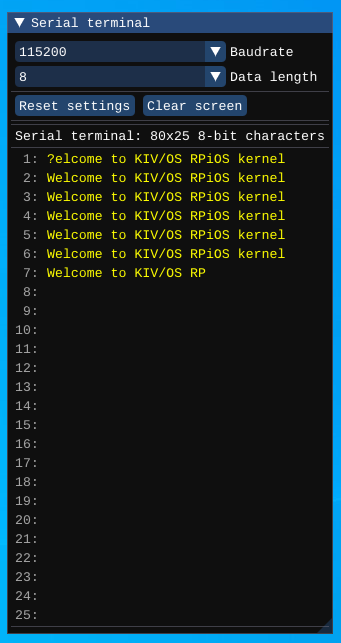 Serial terminal
115200 Baudrate
8 Data length
Reset settings Clear screen
Serial terminal: 80x25 8-bit characters
1: ?elcome to KIV/OS RPiOS kernel
2: Welcome to KIV/OS RPiOS kernel
3: Welcome to KIV/OS RPiOS kernel
4: Welcome to KIV/OS RPiOS kernel
5: Welcome to KIV/OS RPiOS kernel
6: Welcome to KIV/OS RPiOS kernel
7: Welcome to KIV/OS RP
8:
9:
10:
11:
12:
13:
14:
15:
16:
17:
18:
19:
20:
21:
22:
23:
24:
25: